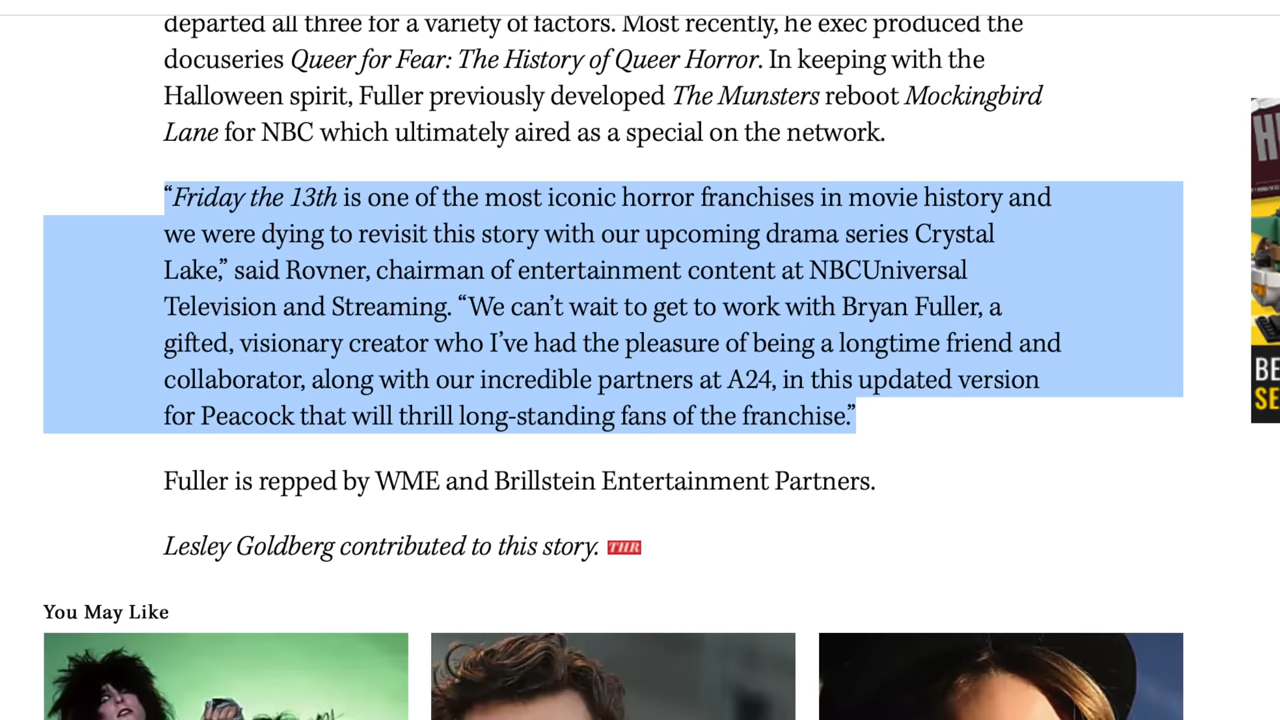 departed all three for a variety of factors. Most recently, he exec produced the
docuseries Queer for Fear: The History of Queer Horror. In keeping with the
Halloween spirit, Fuller previously developed The Munsters reboot Mockingbird
Lane for NBC which ultimately aired as a special on the network.
“Friday the 13th is one of the most iconic horror franchises in movie history and
we were dying to revisit this story with our upcoming drama series Crystal
Lake,” said Rovner, chairman of entertainment content at NBCUniversal
Television and Streaming. “We can’t wait to get to work with Bryan Fuller, a
gifted, visionary creator who I’ve had the pleasure of being a longtime friend and
collaborator, along with our incredible partners at A24, in this updated version
for Peacock that will thrill long-standing fans of the franchise.”
Fuller is repped by WME and Brillstein Entertainment Partners.
Lesley Goldberg contributed to this story. THR
You May Like